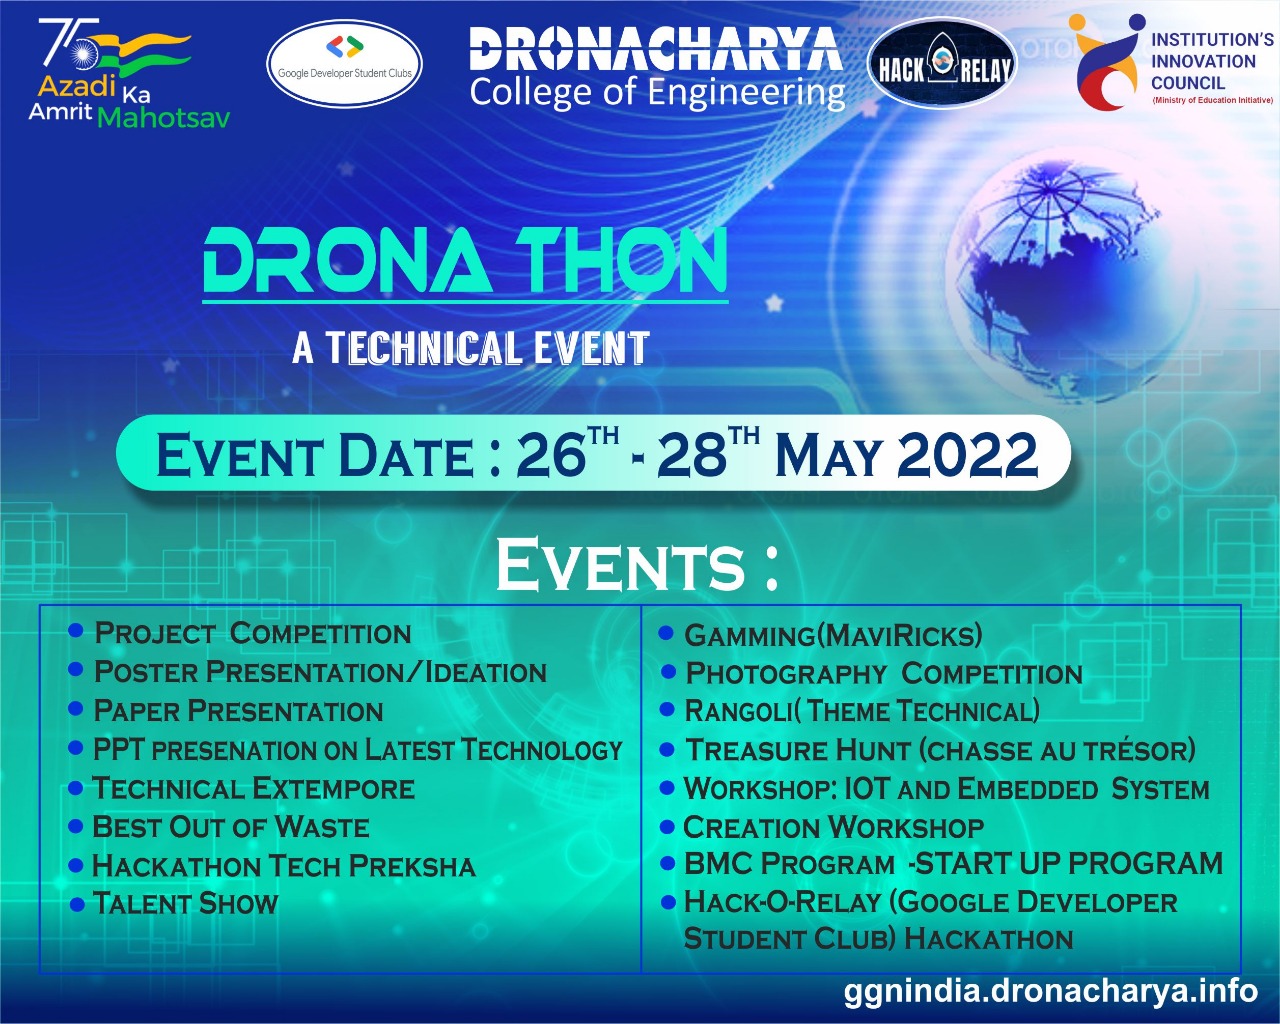 75
Azadi Ka
Amrit Mahotsav
Google Developer Student Clubs
DRONACHARYA
College of Engineering
HACK O RELAY
INSTITUTION'S
INNOVATION
COUNCIL
(Ministry of Education Initiative)
DRONA THON
A TECHNICAL EVENT
EVENT DATE : 26TH - 28TH MAY 2022
EVENTS :
PROJECT COMPETITION
POSTER PRESENTATION/IDEATION
PAPER PRESENTATION
PPT PRESENATION ON LATEST TECHNOLOGY
TECHNICAL EXTEMPORE
BEST OUT OF WASTE
HACKATHON TECH PREKSHA
TALENT SHOW
GAMMING(MAVIRICKS)
PHOTOGRAPHY COMPETITION
RANGOLI( THEME TECHNICAL)
TREASURE HUNT (CHASSE AU TRÉSOR)
WORKSHOP: IOT AND EMBEDDED SYSTEM
CREATION WORKSHOP
BMC PROGRAM -START UP PROGRAM
HACK-O-RELAY (GOOGLE DEVELOPER
STUDENT CLUB) HACKATHON
ggnindia.dronacharya.info